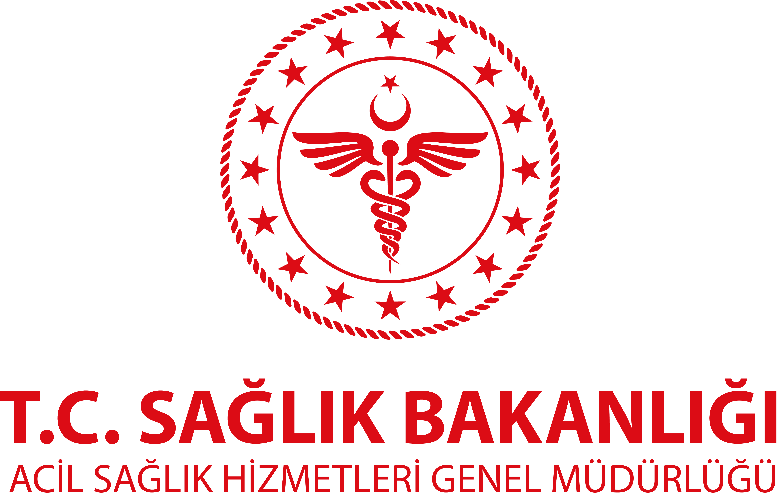 T.C. SAĞLIK BAKANLIĞI
ACİL SAĞLIK HİZMETLERİ GENEL MÜDÜRLÜĞÜ